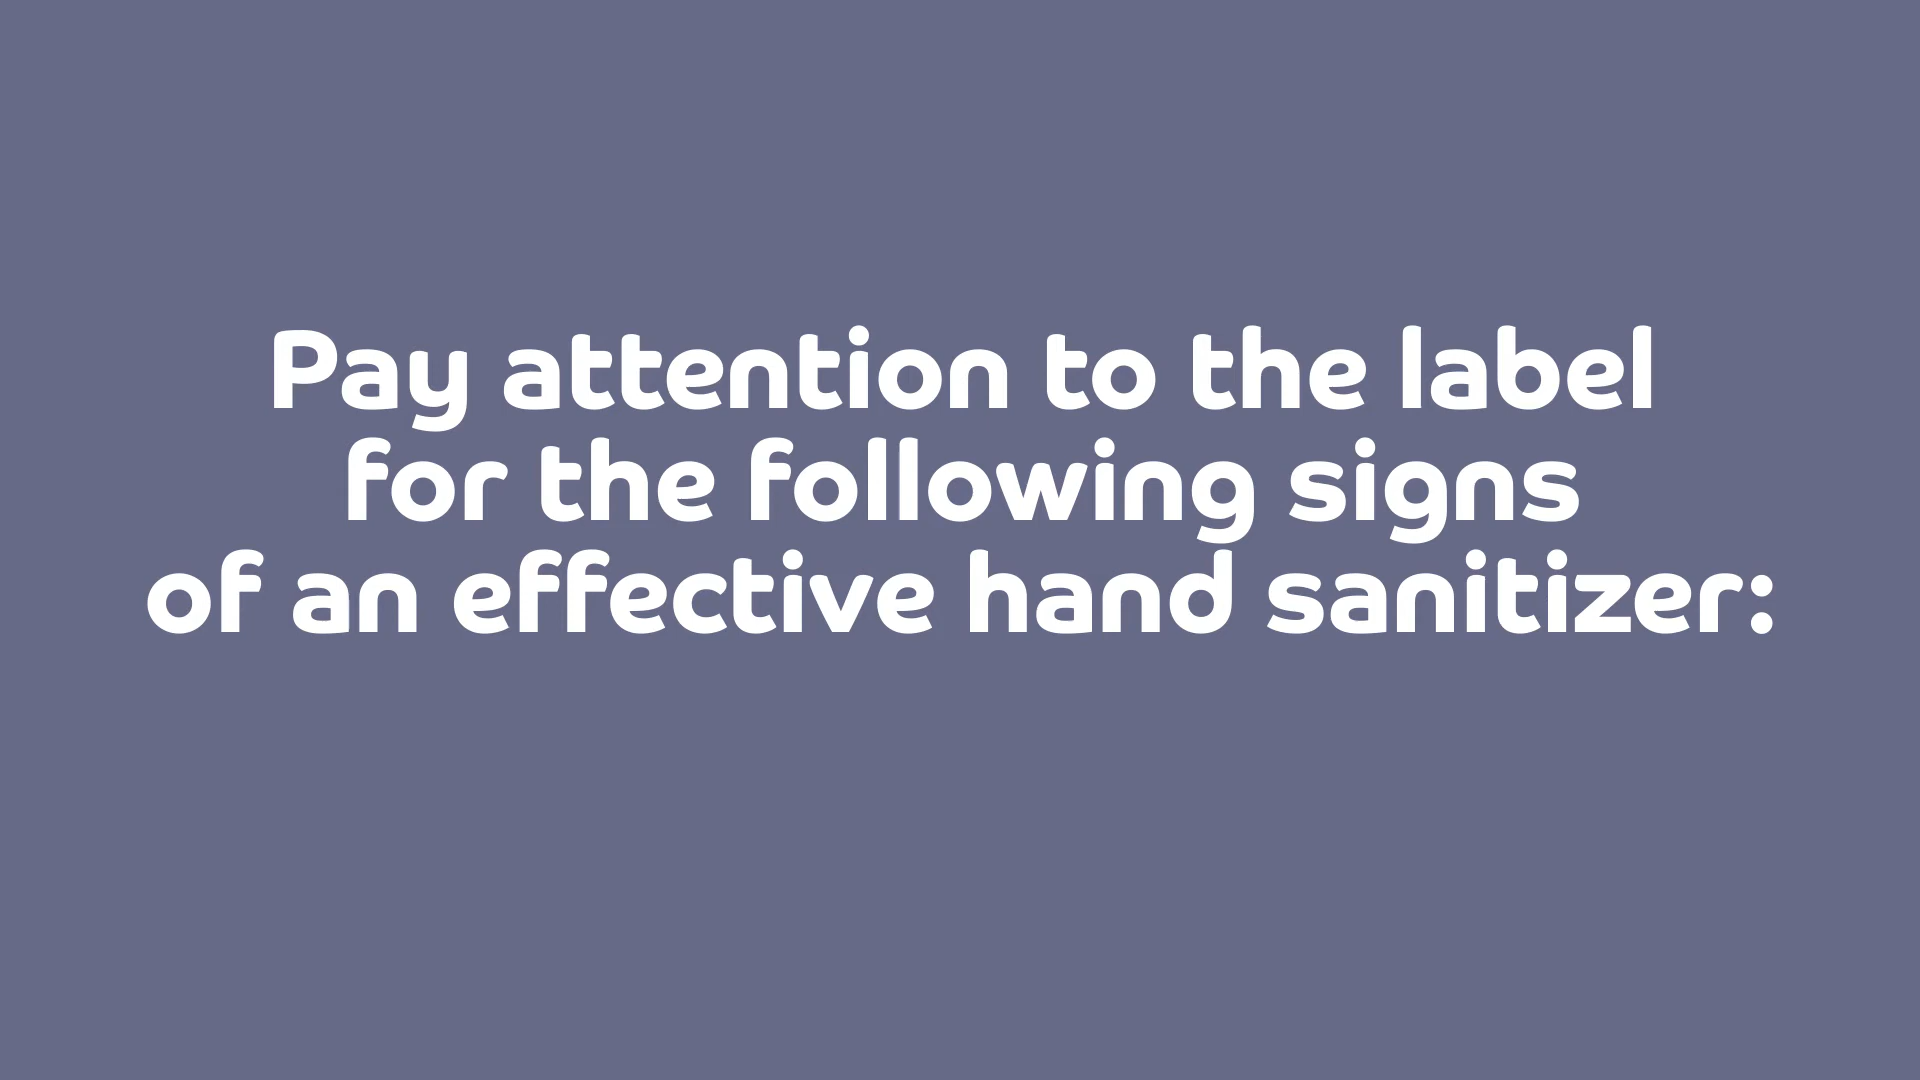 Pay attention to the label
for the following signs
of an effective hand sanitizer: